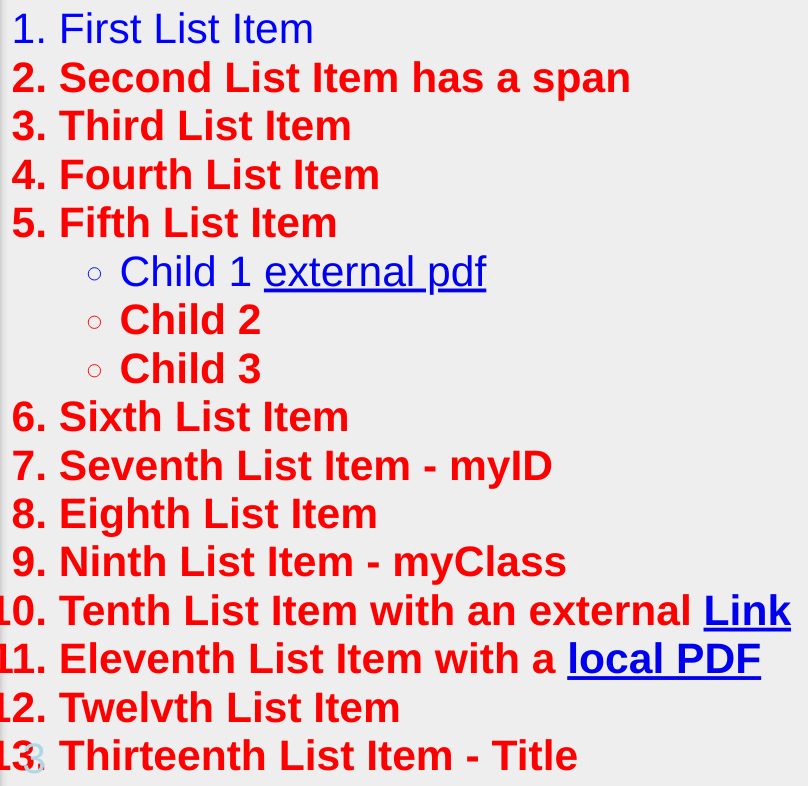 1. First List Item
2. Second List Item has a span
3. Third List Item
4. Fourth List Item
5. Fifth List Item
○ Child 1 external pdf
○ Child 2
○ Child 3
6. Sixth List Item
7. Seventh List Item - myID
8. Eighth List Item
9. Ninth List Item - myClass
10. Tenth List Item with an external Link
11. Eleventh List Item with a local PDF
12. Twelvth List Item
13. Thirteenth List Item - Title
3